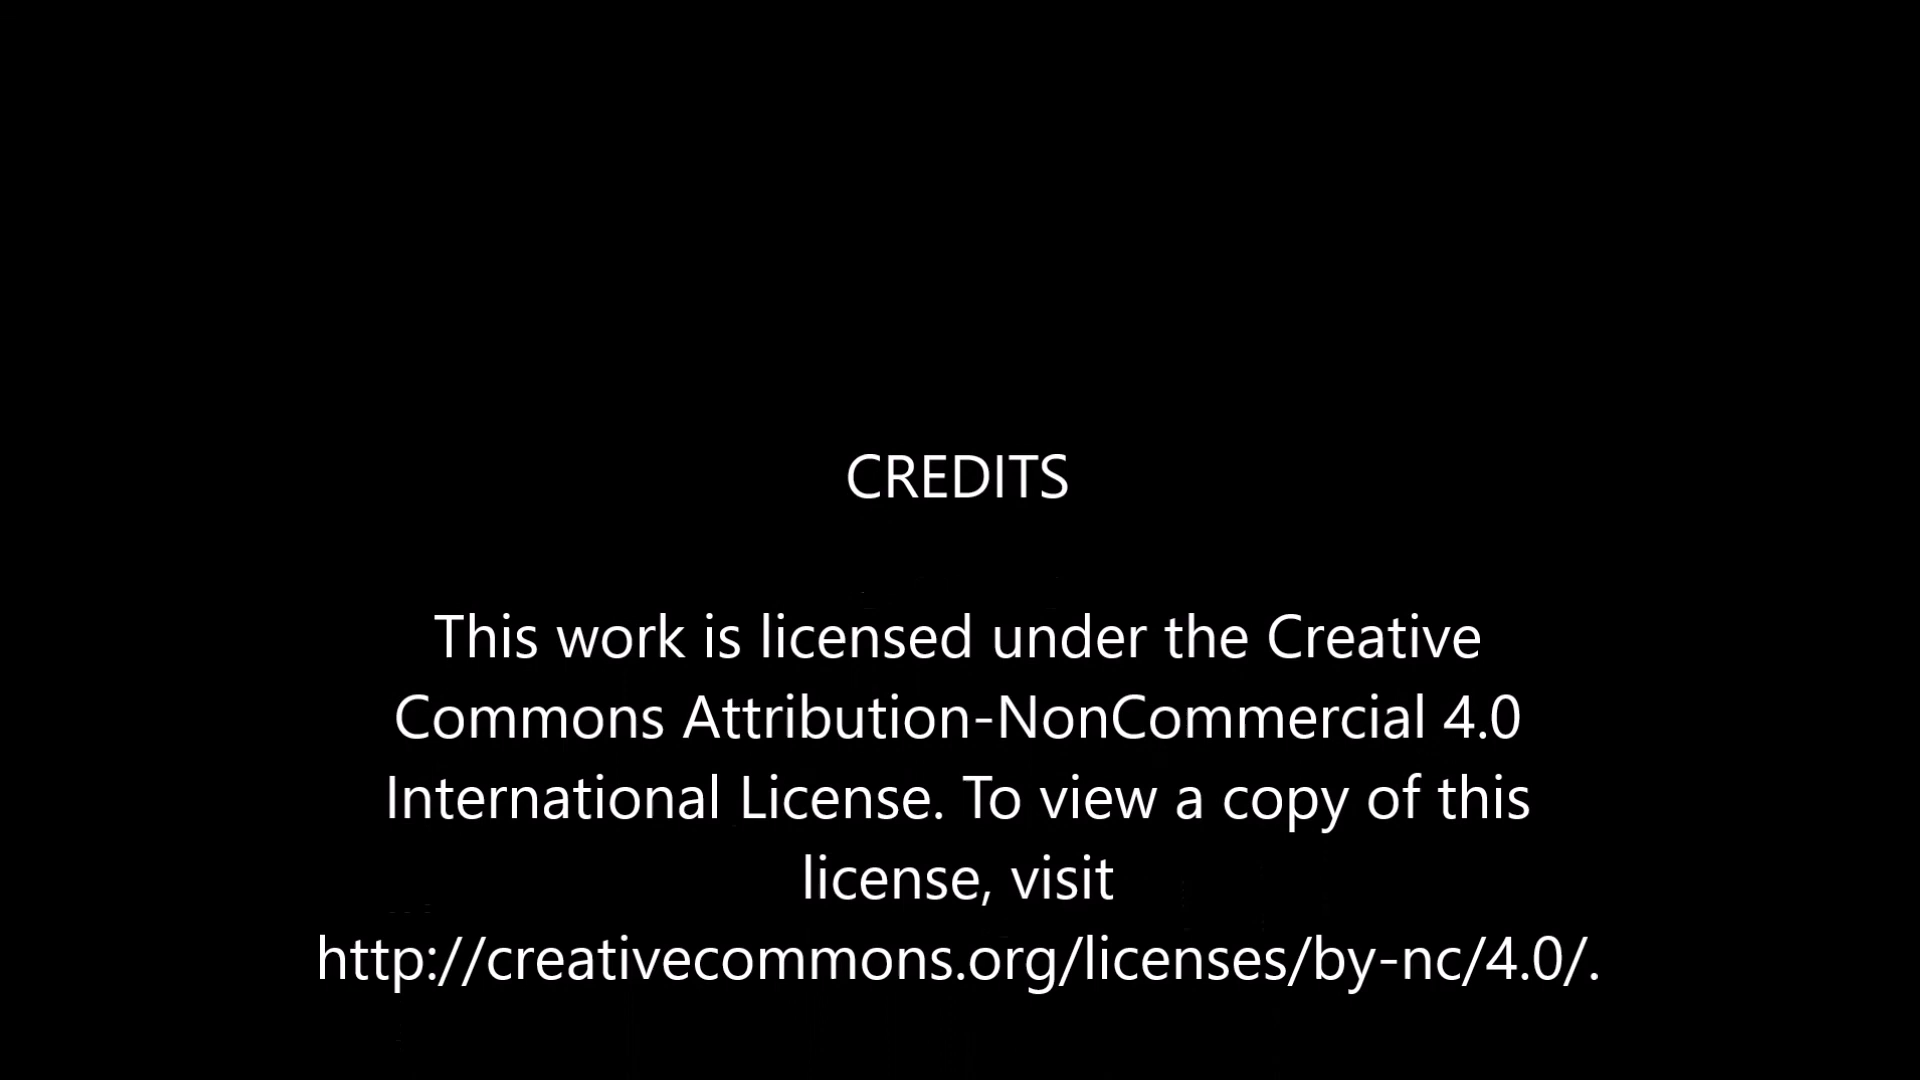 CREDITS
This work is licensed under the Creative
Commons Attribution-NonCommercial 4.0
International License. To view a copy of this
license, visit
http://creativecommons.org/licenses/by-nc/4.0/.